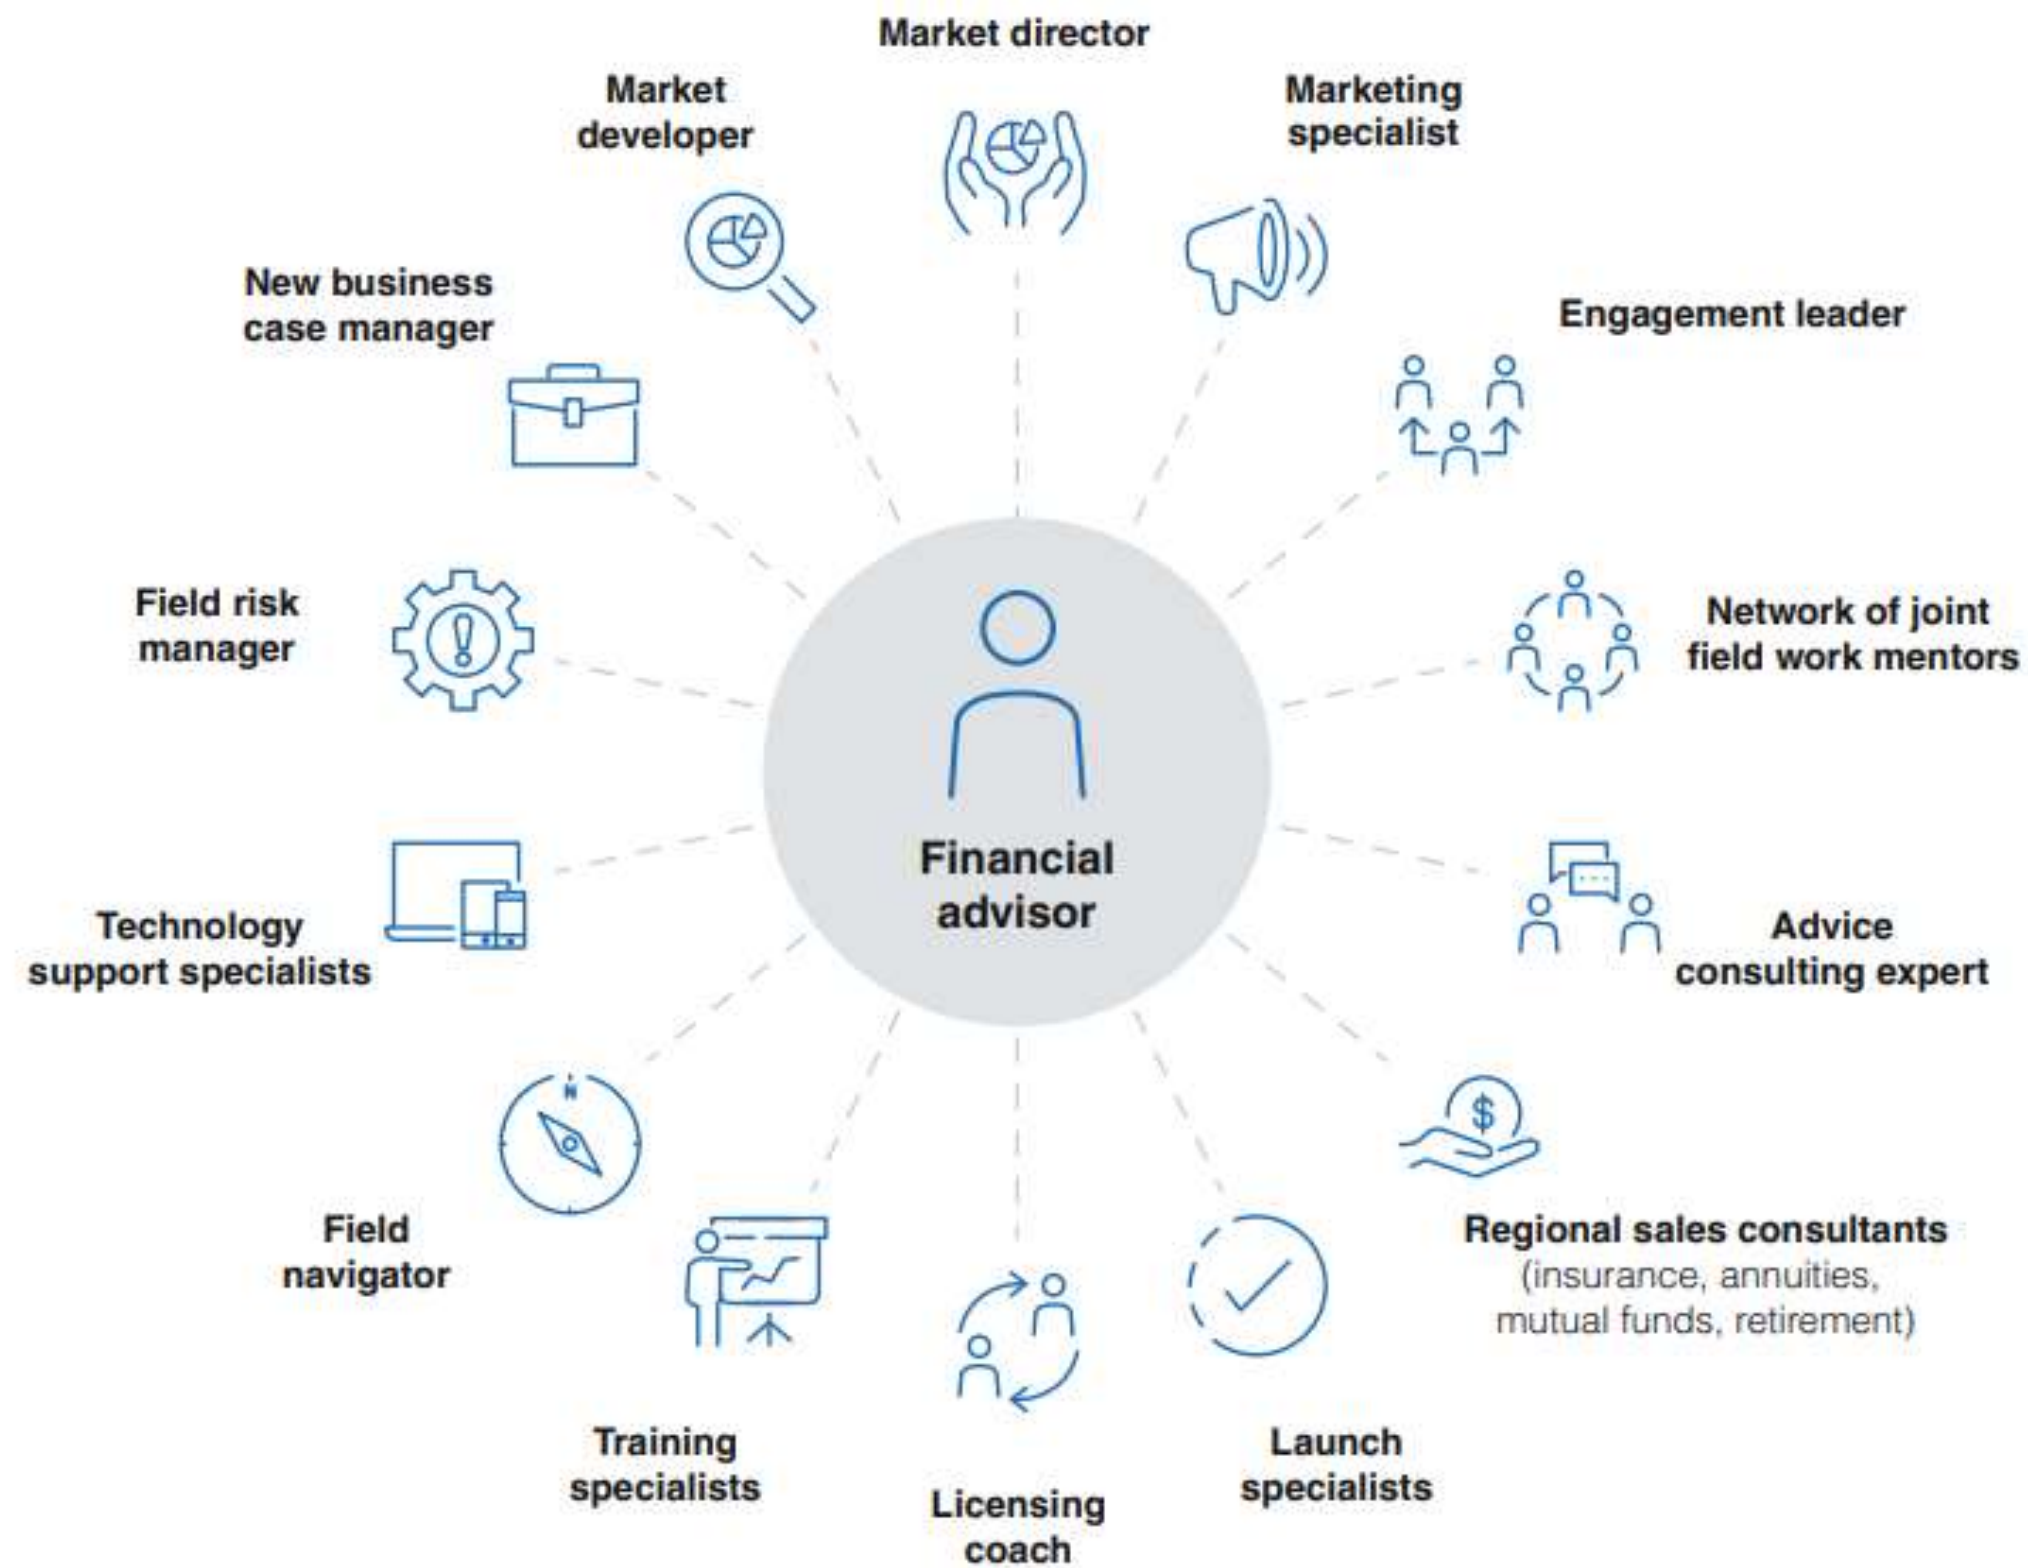 Market director
Market
developer
Marketing
specialist
New business
case manager
Engagement leader
Field risk
manager
Network of joint
field work mentors
Financial
advisor
Technology
support specialists
Advice
consulting expert
N
$
Field
navigator
Regional sales consultants
(insurance, annuities,
mutual funds, retirement)
Training
specialists
Licensing
coach
Launch
specialists